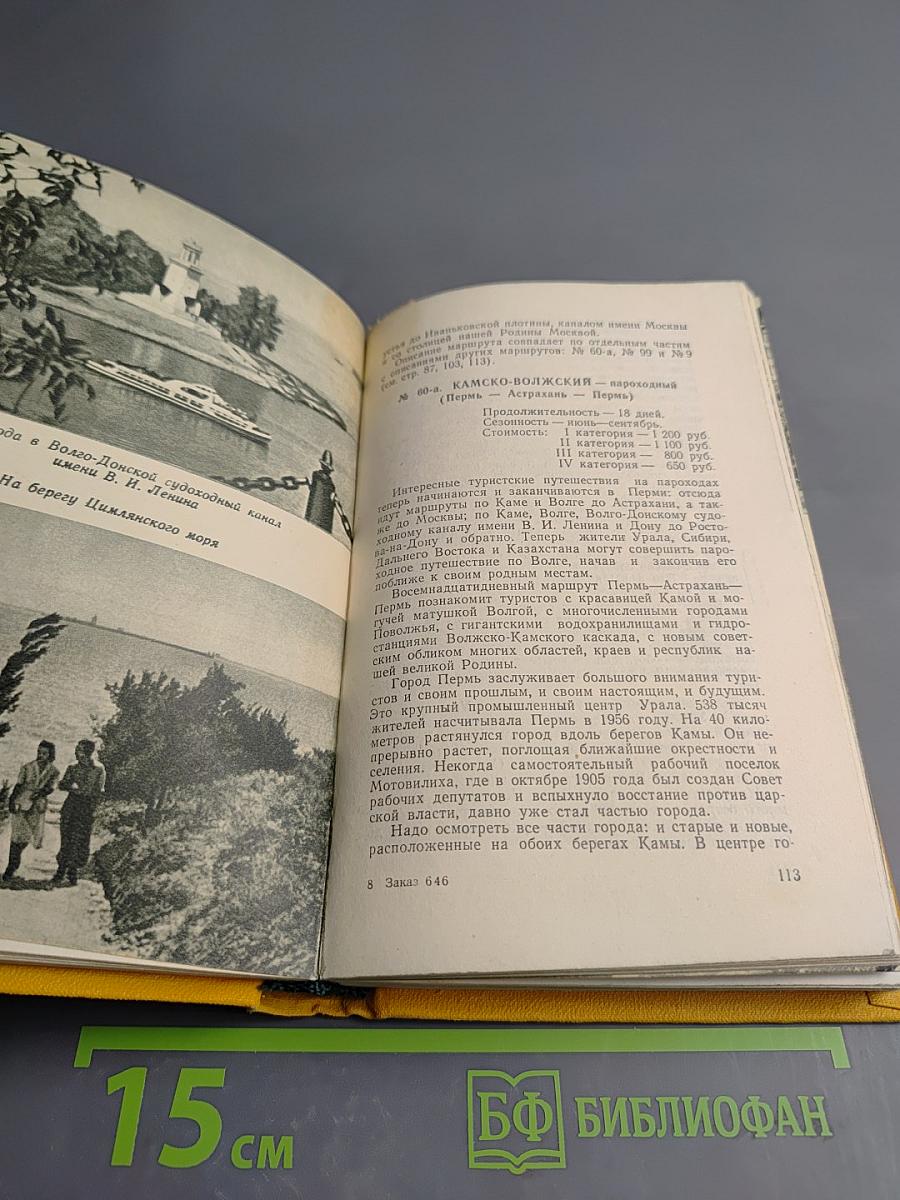 ода в Волго-Донской судоходный канал
имени В. И. Ленина
На берегу Цимлянского моря
устья до Иваньковской плотины, каналом имени Москвы
и со столицей нашей Родины Москвой.
Описание маршрута совпадает по отдельным частям
с описаниями других маршрутов: № 60-а, № 99 и № 9
(см. стр. 87, 103, 113).
№ 60-а. КАМСКО-ВОЛЖСКИЙ — пароходный
(Пермь — Астрахань — Пермь)
Продолжительность — 18 дней.
Сезонность — июнь—сентябрь.
Стоимость: I категория — 1 200 руб.
II категория — 1 100 руб.
III категория — 800 руб.
IV категория — 650 руб.
Интересные туристские путешествия на пароходах
теперь начинаются и заканчиваются в Перми: отсюда
идут маршруты по Каме и Волге до Астрахани, а так-
же до Москвы; по Каме, Волге, Волго-Донскому судо-
ходному каналу имени В. И. Ленина и Дону до Росто-
ва-на-Дону и обратно. Теперь жители Урала, Сибири,
Дальнего Востока и Казахстана могут совершить паро-
ходное путешествие по Волге, начав и закончив его
поближе к своим родным местам.
Восемнадцатидневный маршрут Пермь—Астрахань—
Пермь познакомит туристов с красавицей Камой и мо-
гучей матушкой Волгой, с многочисленными городами
Поволжья, с гигантскими водохранилищами и гидро-
станциями Волжско-Камского каскада, с новым совет-
ским обликом многих областей, краев и республик на-
шей великой Родины.
Город Пермь заслуживает большого внимания тури-
стов и своим прошлым, и своим настоящим, и будущим.
Это крупный промышленный центр Урала. 538 тысяч
жителей насчитывала Пермь в 1956 году. На 40 кило-
метров растянулся город вдоль берегов Камы. Он не-
прерывно растет, поглощая ближайшие окрестности и
селения. Некогда самостоятельный рабочий поселок
Мотовилиха, где в октябре 1905 года был создан Совет
рабочих депутатов и вспыхнуло восстание против цар-
ской власти, давно уже стал частью города.
Надо осмотреть все части города: и старые и новые,
расположенные на обоих берегах Камы. В центре го-
8 Заказ 646
113
15 см
БФ БИБЛИОФАН